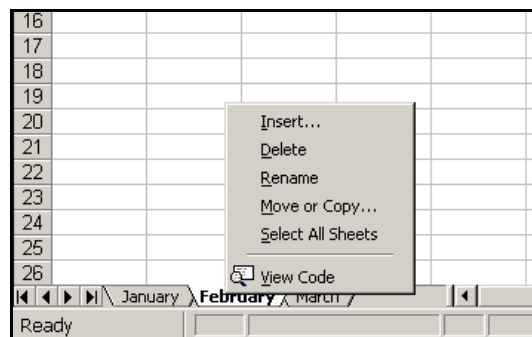 16
17
18
19
20
21
22
23
24
25
26
Insert...
Delete
Rename
Move or Copy...
Select All Sheets
View Code
January February March
Ready